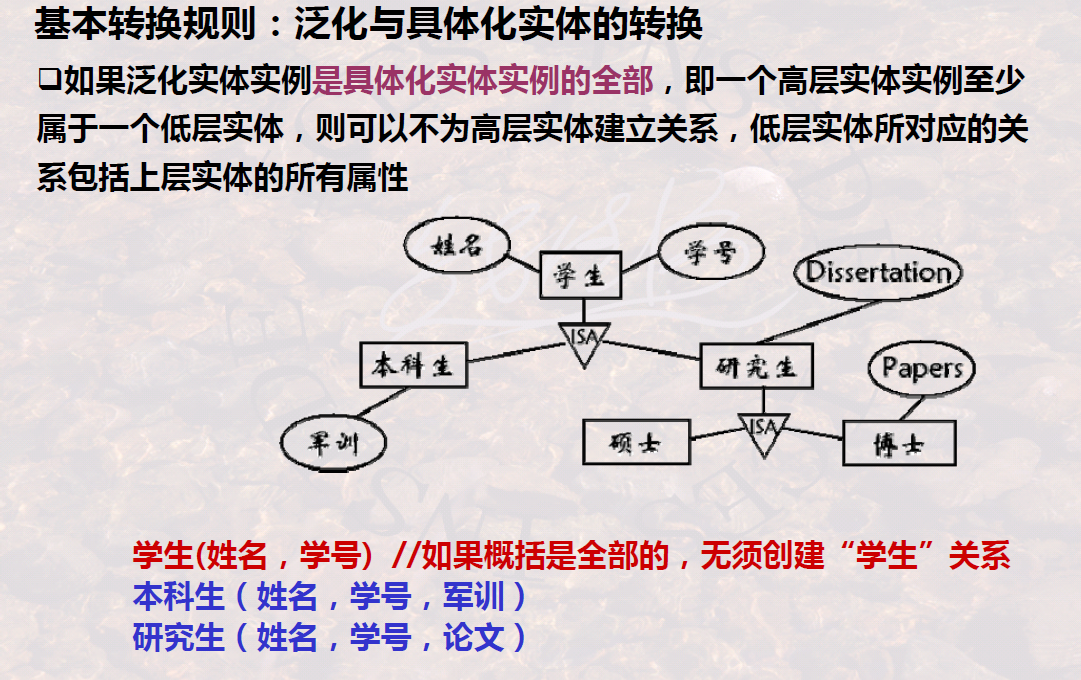 基本转换规则：泛化与具体化实体的转换
❑如果泛化实体实例是具体化实体实例的全部，即一个高层实体实例至少
属于一个低层实体，则可以不为高层实体建立关系，低层实体所对应的关
系包括上层实体的所有属性
姓名
学号
学生
Dissertation
ISA
本科生
研究生
Papers
军训
硕士
ISA
博士
学生(姓名，学号）//如果概括是全部的，无须创建“学生”关系
本科生（姓名，学号，军训）
研究生（姓名，学号，论文）